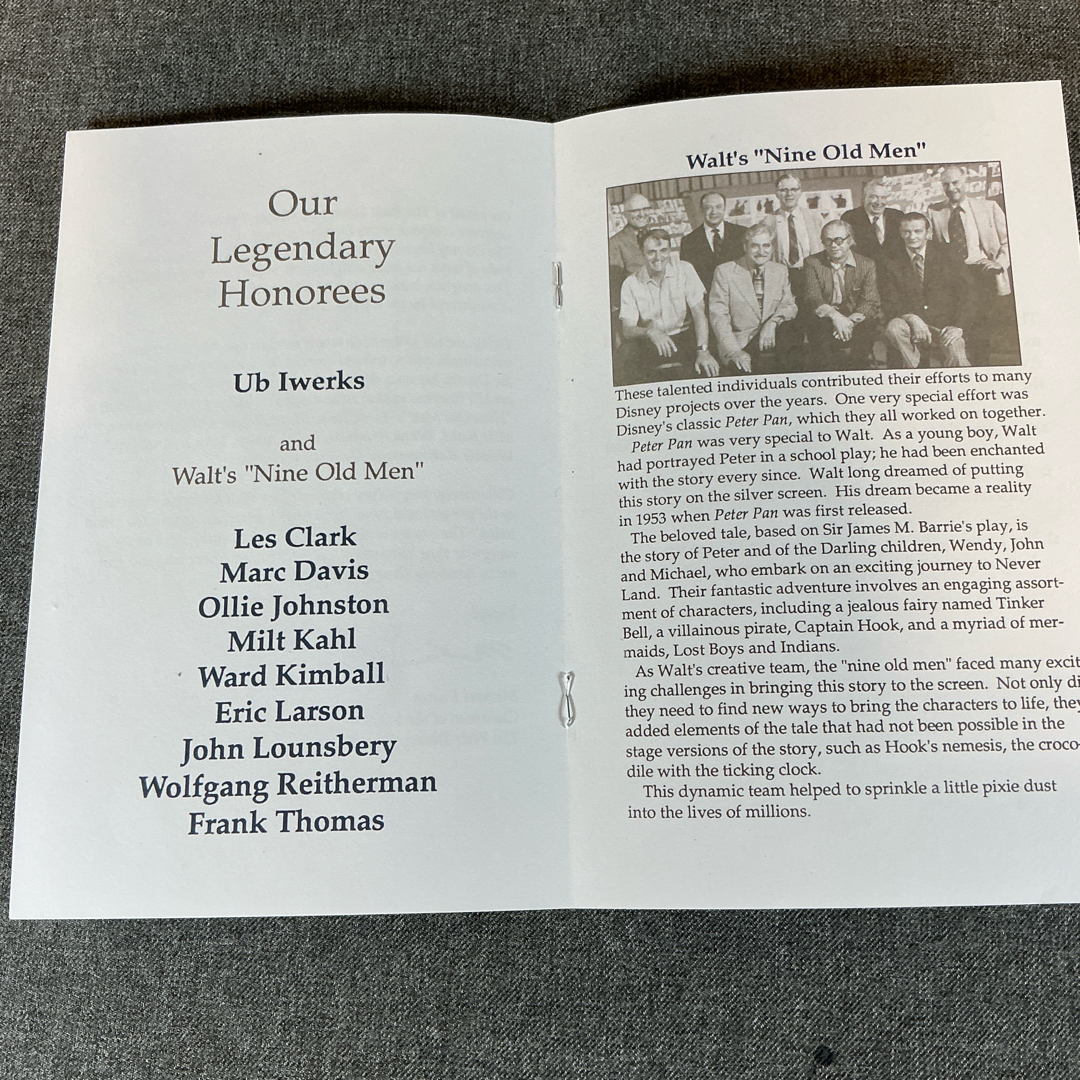 Our
Legendary
Honorees
Ub Iwerks
and
Walt's "Nine Old Men"
Les Clark
Marc Davis
Ollie Johnston
Milt Kahl
Ward Kimball
Eric Larson
John Lounsbery
Wolfgang Reitherman
Frank Thomas
Walt's "Nine Old Men"
These talented individuals contributed their efforts to many
Disney projects over the years. One very special effort was
Disney's classic Peter Pan, which they all worked on together.
Peter Pan was very special to Walt. As a young boy, Walt
had portrayed Peter in a school play; he had been enchanted
with the story every since. Walt long dreamed of putting
this story on the silver screen. His dream became a reality
in 1953 when Peter Pan was first released.
The beloved tale, based on Sir James M. Barrie's play, is
the story of Peter and of the Darling children, Wendy, John
and Michael, who embark on an exciting journey to Never
Land. Their fantastic adventure involves an engaging assort-
ment of characters, including a jealous fairy named Tinker
Bell, a villainous pirate, Captain Hook, and a myriad of mer-
maids, Lost Boys and Indians.
As Walt's creative team, the "nine old men" faced many excit
ing challenges in bringing this story to the screen. Not only di
they need to find new ways to bring the characters to life, they
added elements of the tale that had not been possible in the
stage versions of the story, such as Hook's nemesis, the croco-
dile with the ticking clock.
This dynamic team helped to sprinkle a little pixie dust
into the lives of millions.